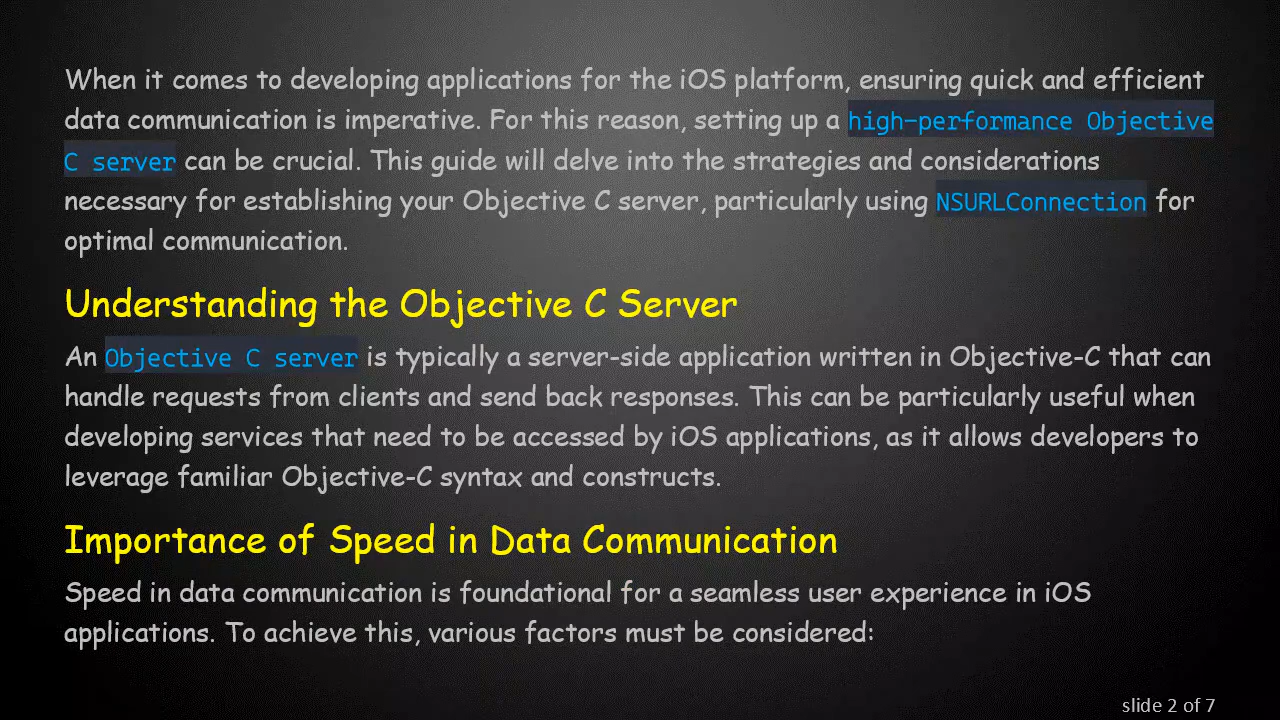 When it comes to developing applications for the iOS platform, ensuring quick and efficient
data communication is imperative. For this reason, setting up a high-performance Objective
C server can be crucial. This guide will delve into the strategies and considerations
necessary for establishing your Objective C server, particularly using NSURLConnection for
optimal communication.
Understanding the Objective C Server
An Objective C server is typically a server-side application written in Objective-C that can
handle requests from clients and send back responses. This can be particularly useful when
developing services that need to be accessed by iOS applications, as it allows developers to
leverage familiar Objective-C syntax and constructs.
Importance of Speed in Data Communication
Speed in data communication is foundational for a seamless user experience in iOS
applications. To achieve this, various factors must be considered:
slide 2 of 7